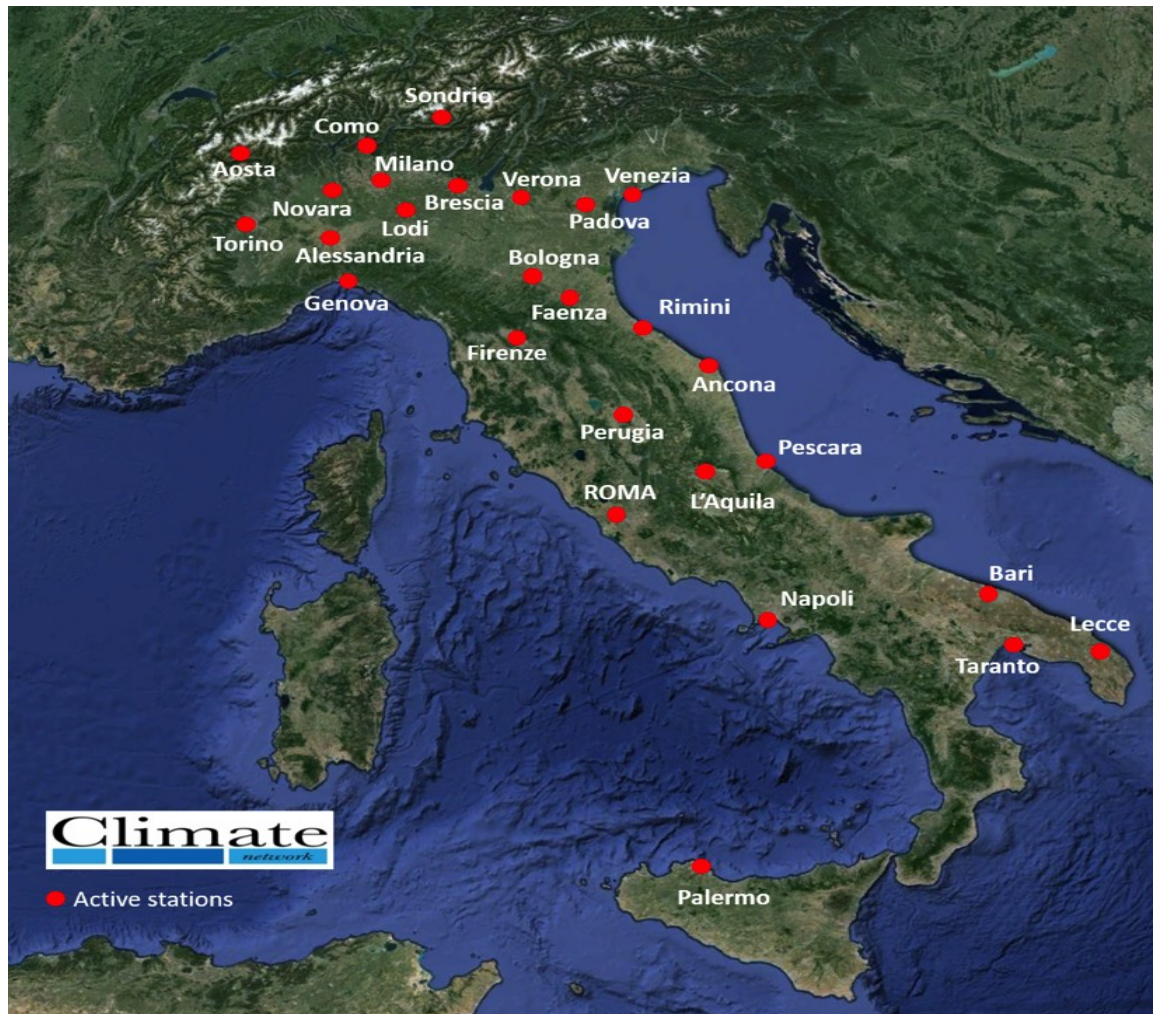 Sondrio
Como
Aosta
Milano
Novara
Brescia
Verona
Venezia
Padova
Lodi
Torino
Alessandria
Genova
Bologna
Faenza
Rimini
Firenze
Ancona
Perugia
Pescara
L'Aquila
ROMA
Bari
Napoli
Lecce
Taranto
Climate
network
Active stations
Palermo